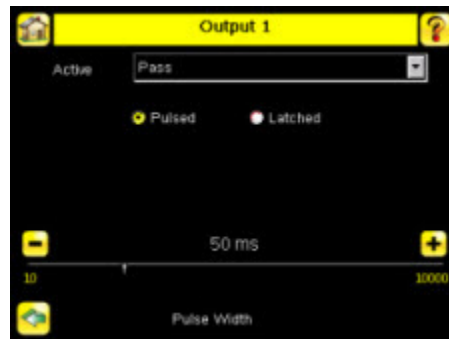 Output 1
?
Active Pass
Pulsed Latched
- 50 ms +
10 10000
Pulse Width